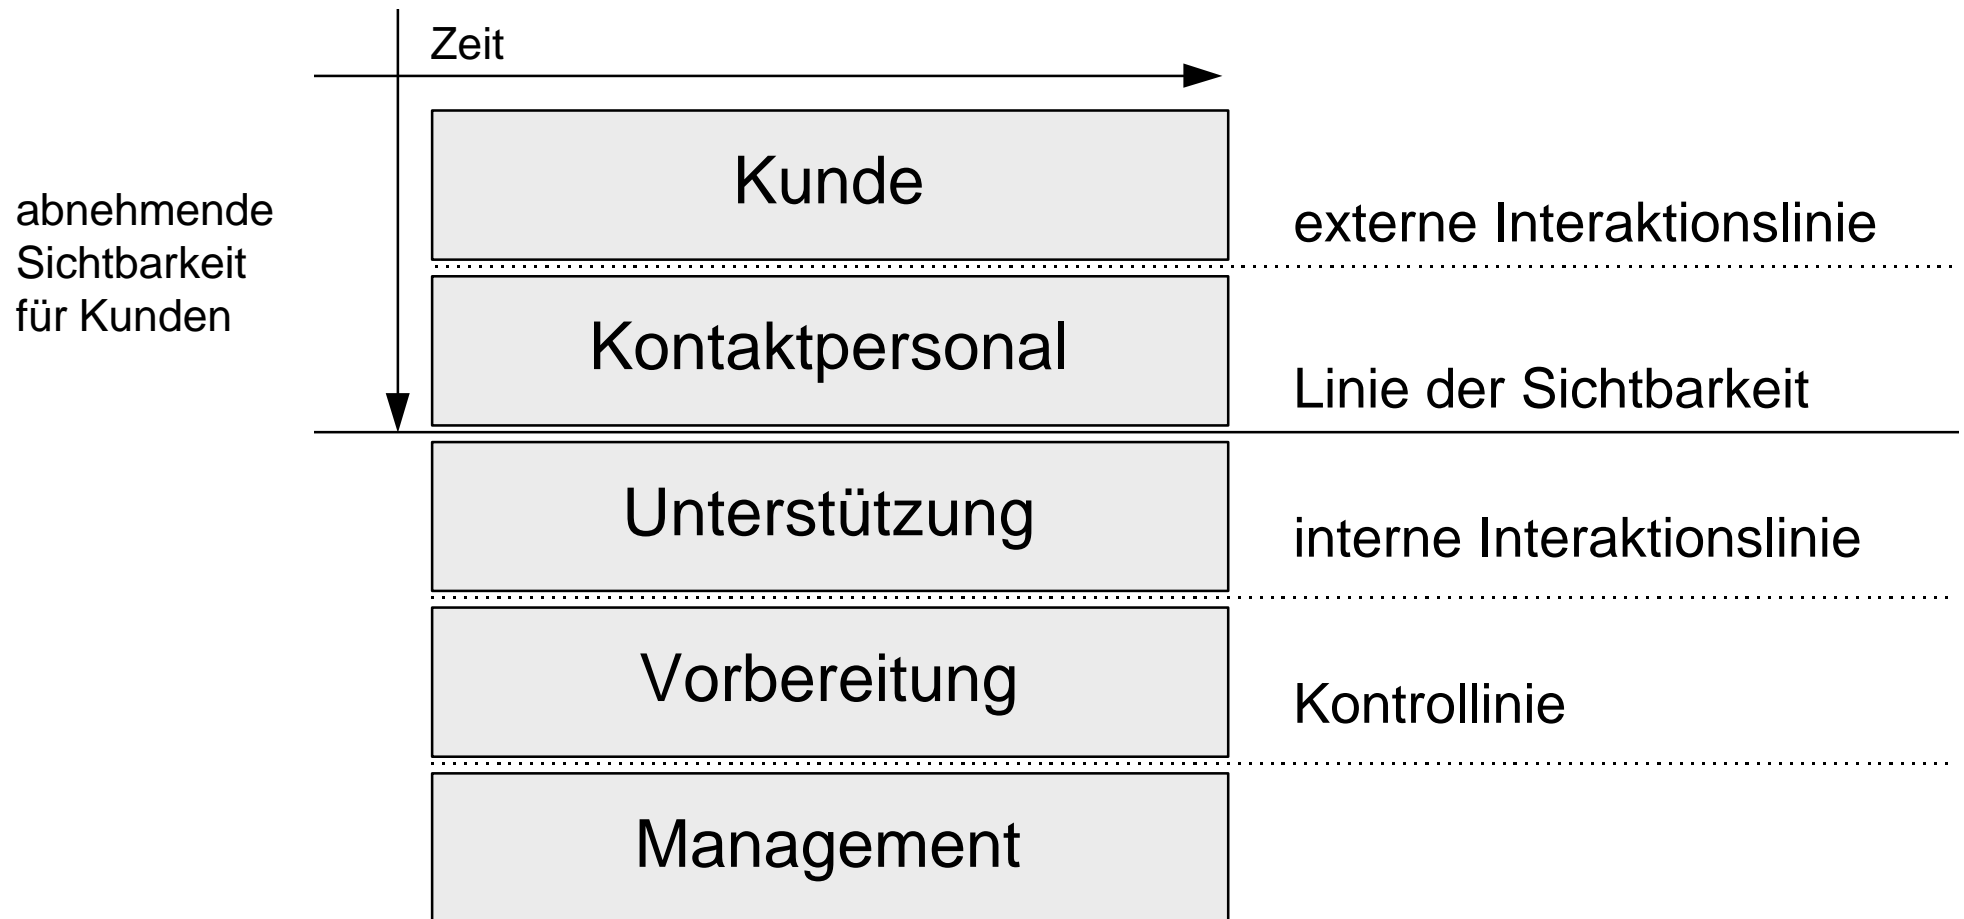 Zeit
Kunde
abnehmende
Sichtbarkeit
für Kunden
externe Interaktionslinie
Kontaktpersonal
Linie der Sichtbarkeit
Unterstützung
interne Interaktionslinie
Vorbereitung
Kontrollinie
Management